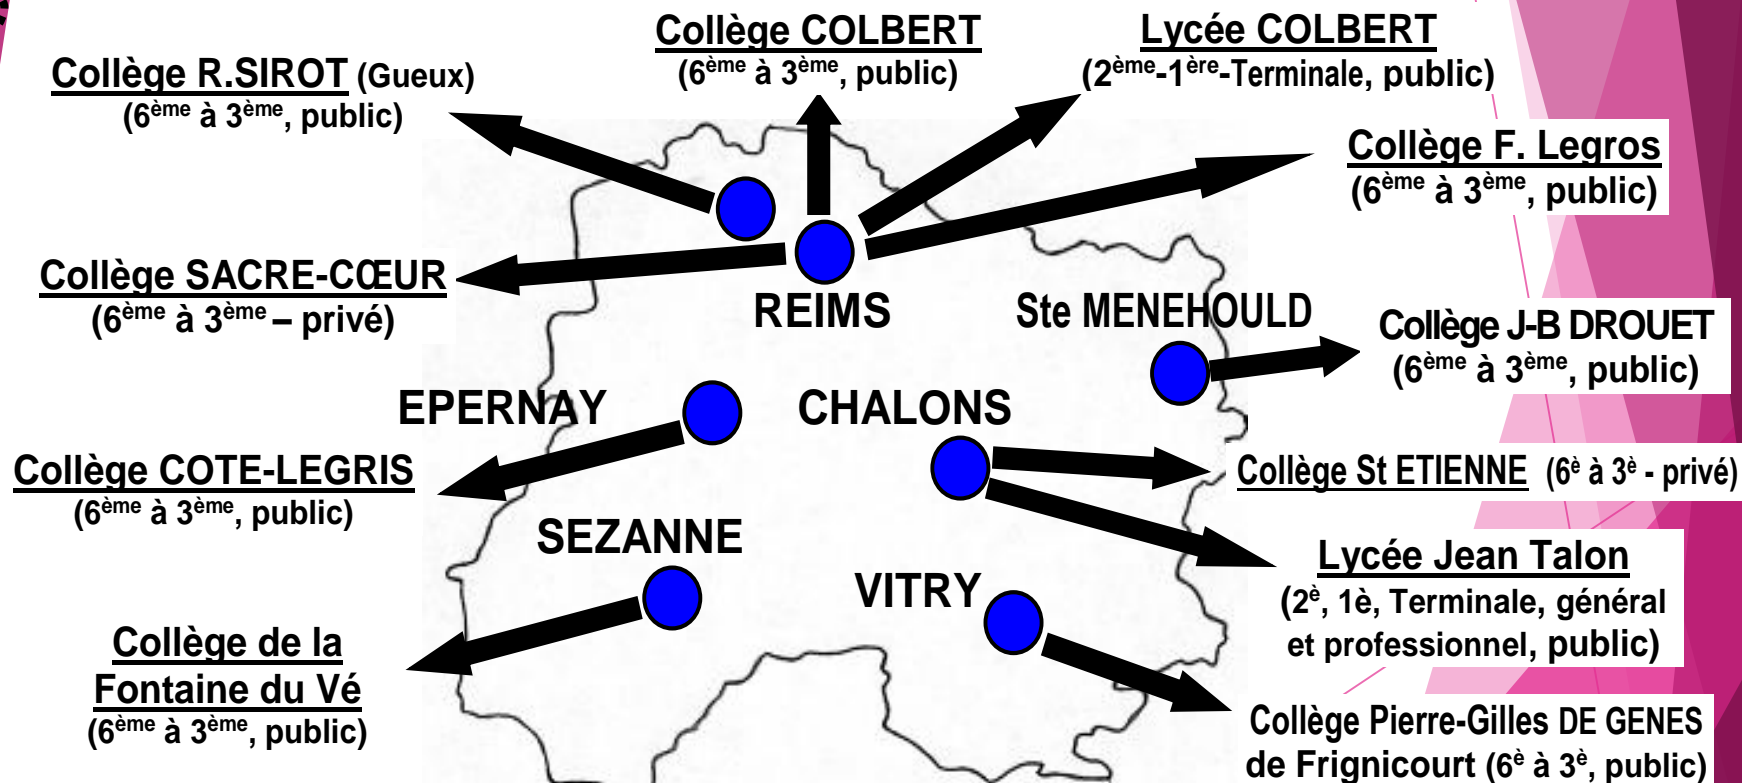 Collège COLBERT
(6ème à 3ème, public)
Lycée COLBERT
(2ème-1ère-Terminale, public)
Collège R.SIROT (Gueux)
(6ème à 3ème, public)
Collège F. Legros
(6ème à 3ème, public)
Collège SACRE-CŒUR
(6ème à 3ème – privé)
REIMS
Ste MENEHOULD
Collège J-B DROUET
(6ème à 3ème, public)
EPERNAY
CHALONS
Collège COTE-LEGRIS
(6ème à 3ème, public)
Collège St ETIENNE (6è à 3è - privé)
SEZANNE
Lycée Jean Talon
(2è, 1è, Terminale, général
et professionnel, public)
VITRY
Collège de la
Fontaine du Vé
(6ème à 3ème, public)
Collège Pierre-Gilles DE GENES
de Frignicourt (6è à 3è, public)